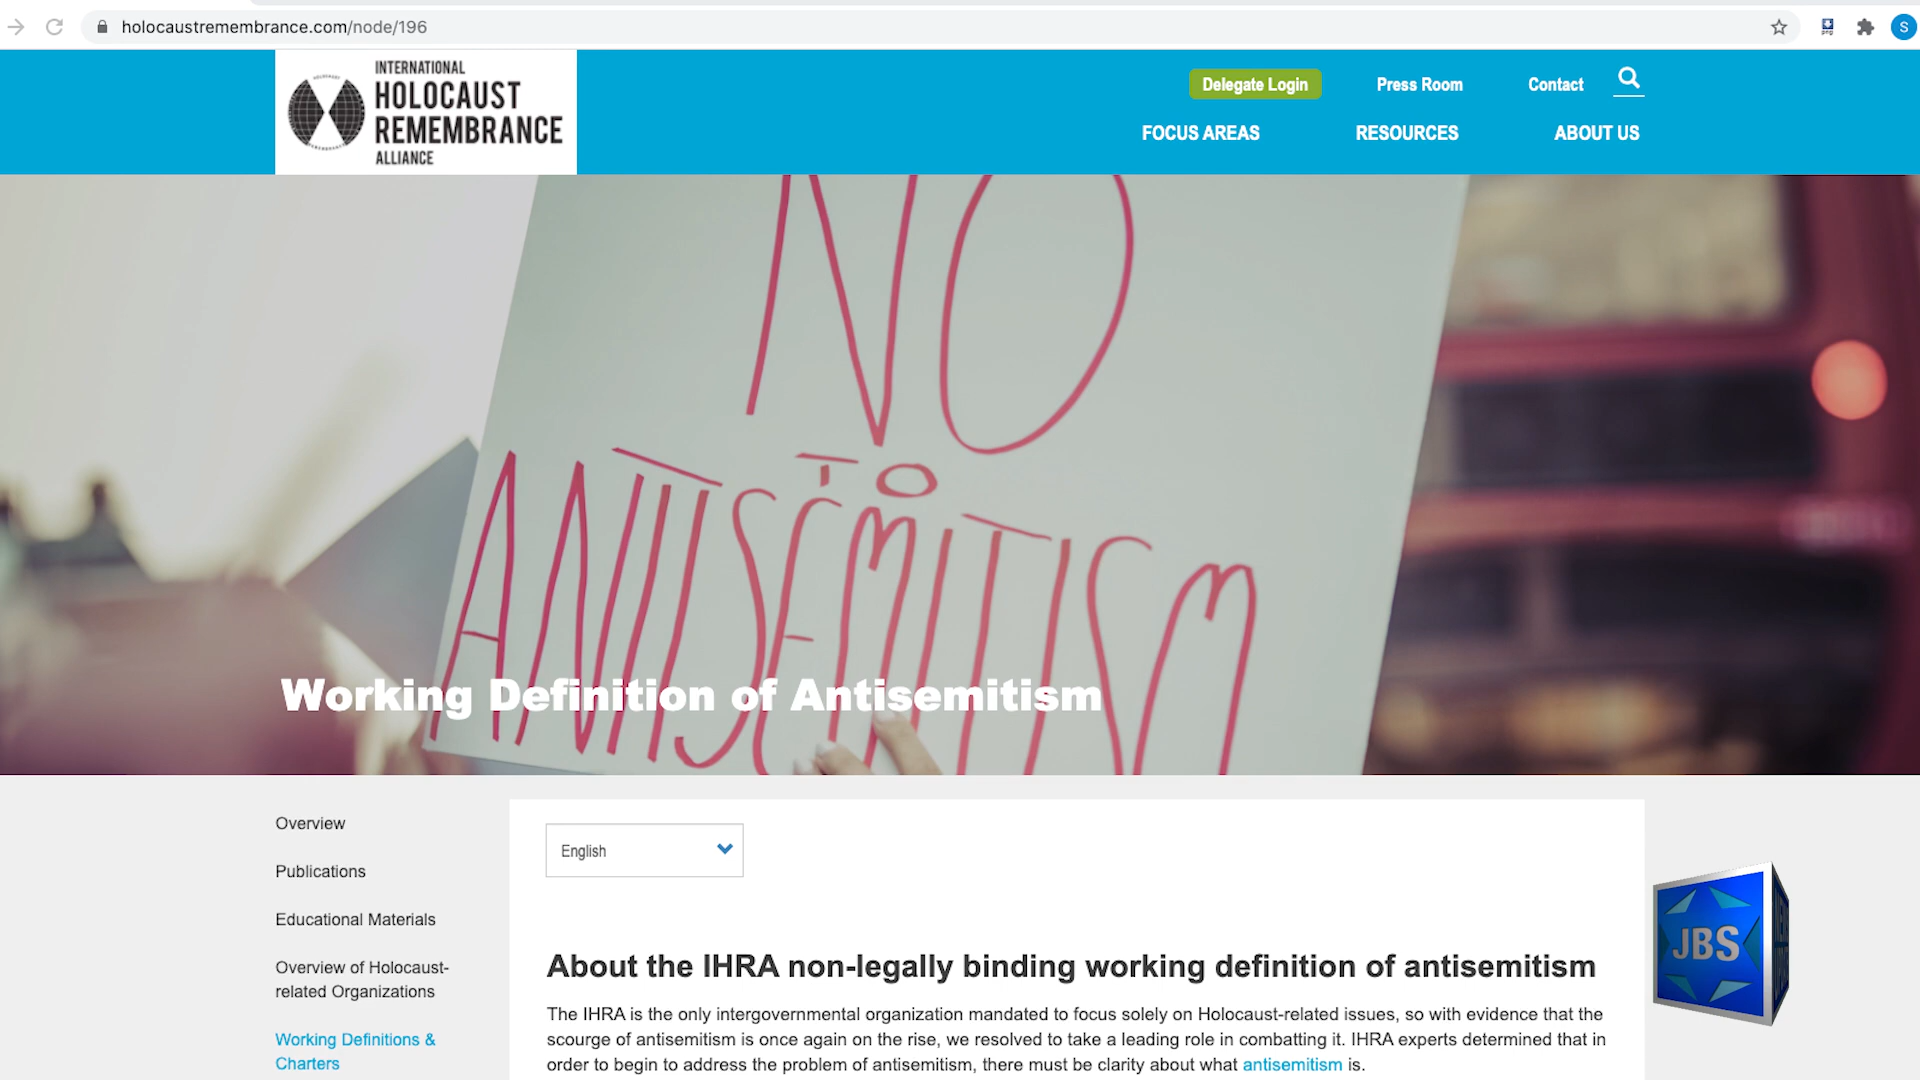 holocaustremembrance.com/node/196
INTERNATIONAL
HOLOCAUST
REMEMBRANCE
ALLIANCE
Delegate Login
Press Room
Contact
FOCUS AREAS
RESOURCES
ABOUT US
NO
TO
ANTISEMITISM
Working Definition of Antisemitism
Overview
Publications
Educational Materials
Overview of Holocaust-
related Organizations
Working Definitions &
Charters
English
About the IHRA non-legally binding working definition of antisemitism
The IHRA is the only intergovernmental organization mandated to focus solely on Holocaust-related issues, so with evidence that the
scourge of antisemitism is once again on the rise, we resolved to take a leading role in combatting it. IHRA experts determined that in
order to begin to address the problem of antisemitism, there must be clarity about what antisemitism is.
JBS
S